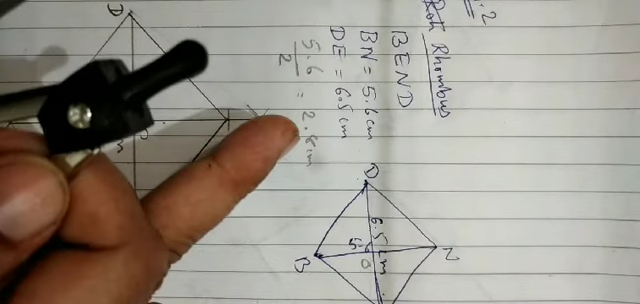 Rhombus
BEND
BN = 5.6 cm
DE = 6.5 cm
5.6
2
= 2.8 cm
D
D
B
N
O
6.5 cm
5.6